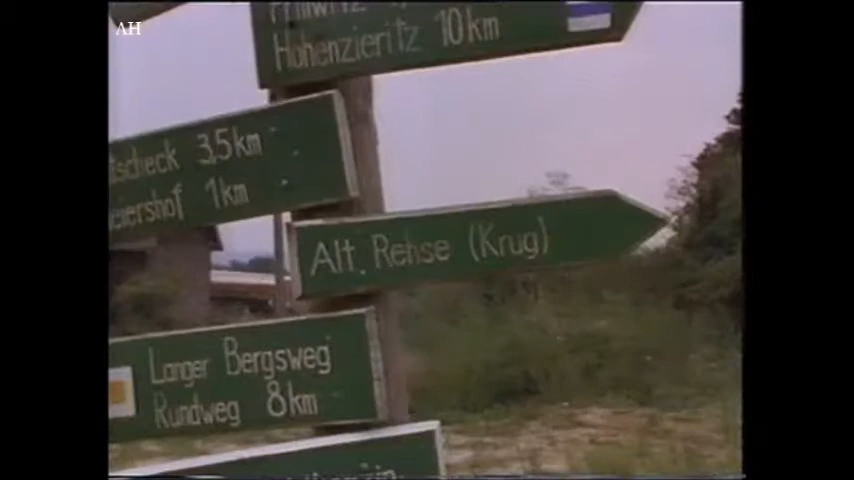 AH
Hohenzieritz 10km
3,5km
1km
Alt. Rehse (Krug)
Langer Bergsweg
Rundweg 8km